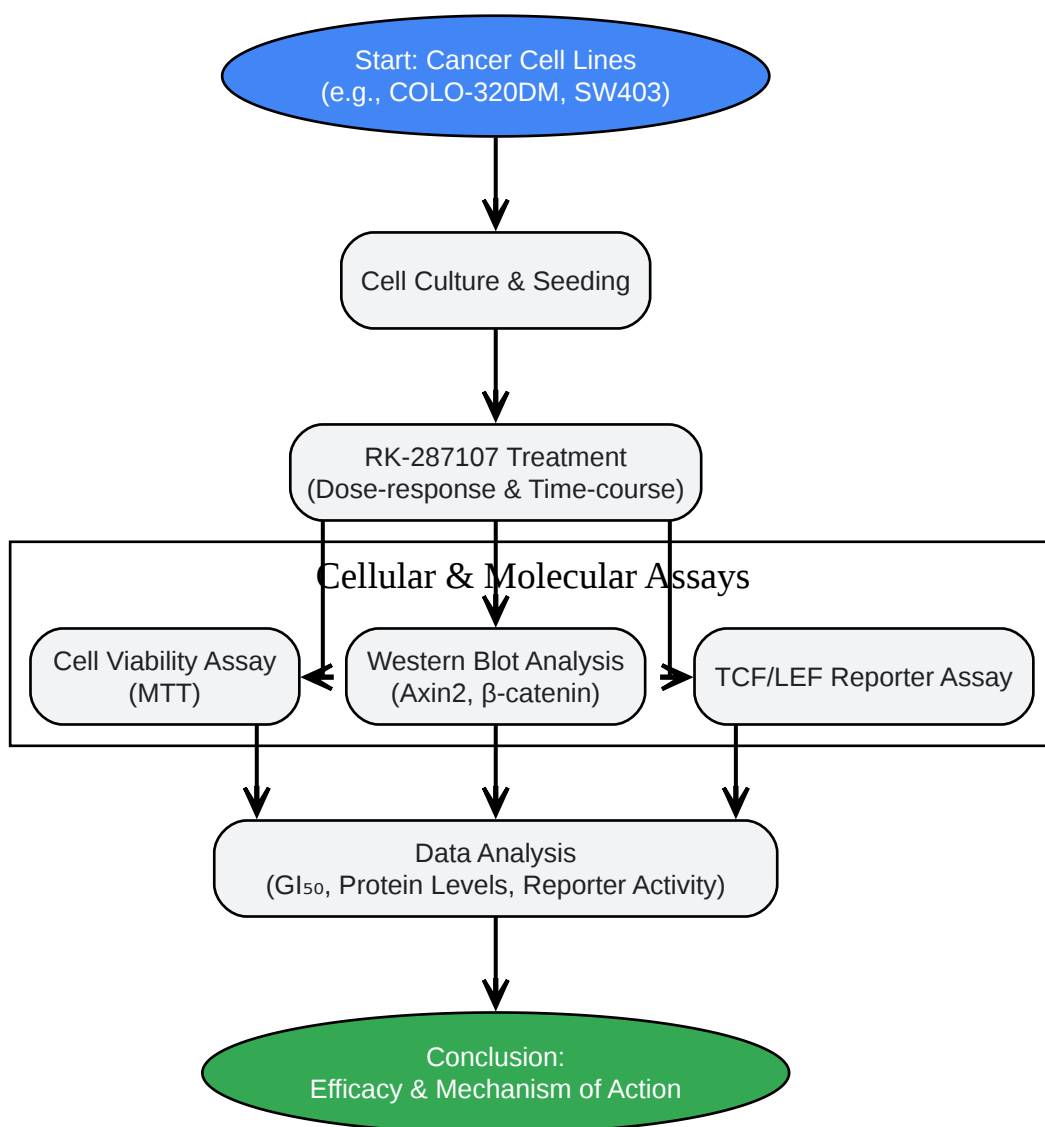 Start: Cancer Cell Lines
(e.g., COLO-320DM, SW403)
Cell Culture & Seeding
RK-287107 Treatment
(Dose-response & Time-course)
Cellular & Molecular Assays
Cell Viability Assay
(MTT)
Western Blot Analysis
(Axin2, β-catenin)
TCF/LEF Reporter Assay
Data Analysis
(GI₅₀, Protein Levels, Reporter Activity)
Conclusion:
Efficacy & Mechanism of Action